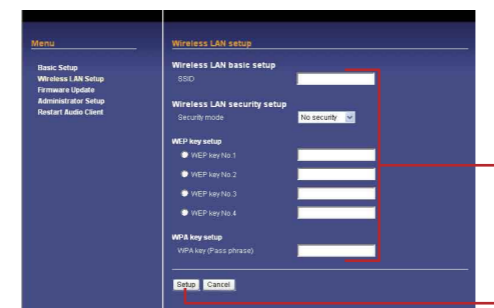 Menu
Basic Setup
Wireless LAN Setup
Firmware Update
Administrator Setup
Restart Audio Client
Wireless LAN setup
Wireless LAN basic setup
SSID
Wireless LAN security setup
Security mode
No security
WEP key setup
WEP key No.1
WEP key No.2
WEP key No.3
WEP key No.4
WPA key setup
WPA key (Pass phrase)
Setup Cancel